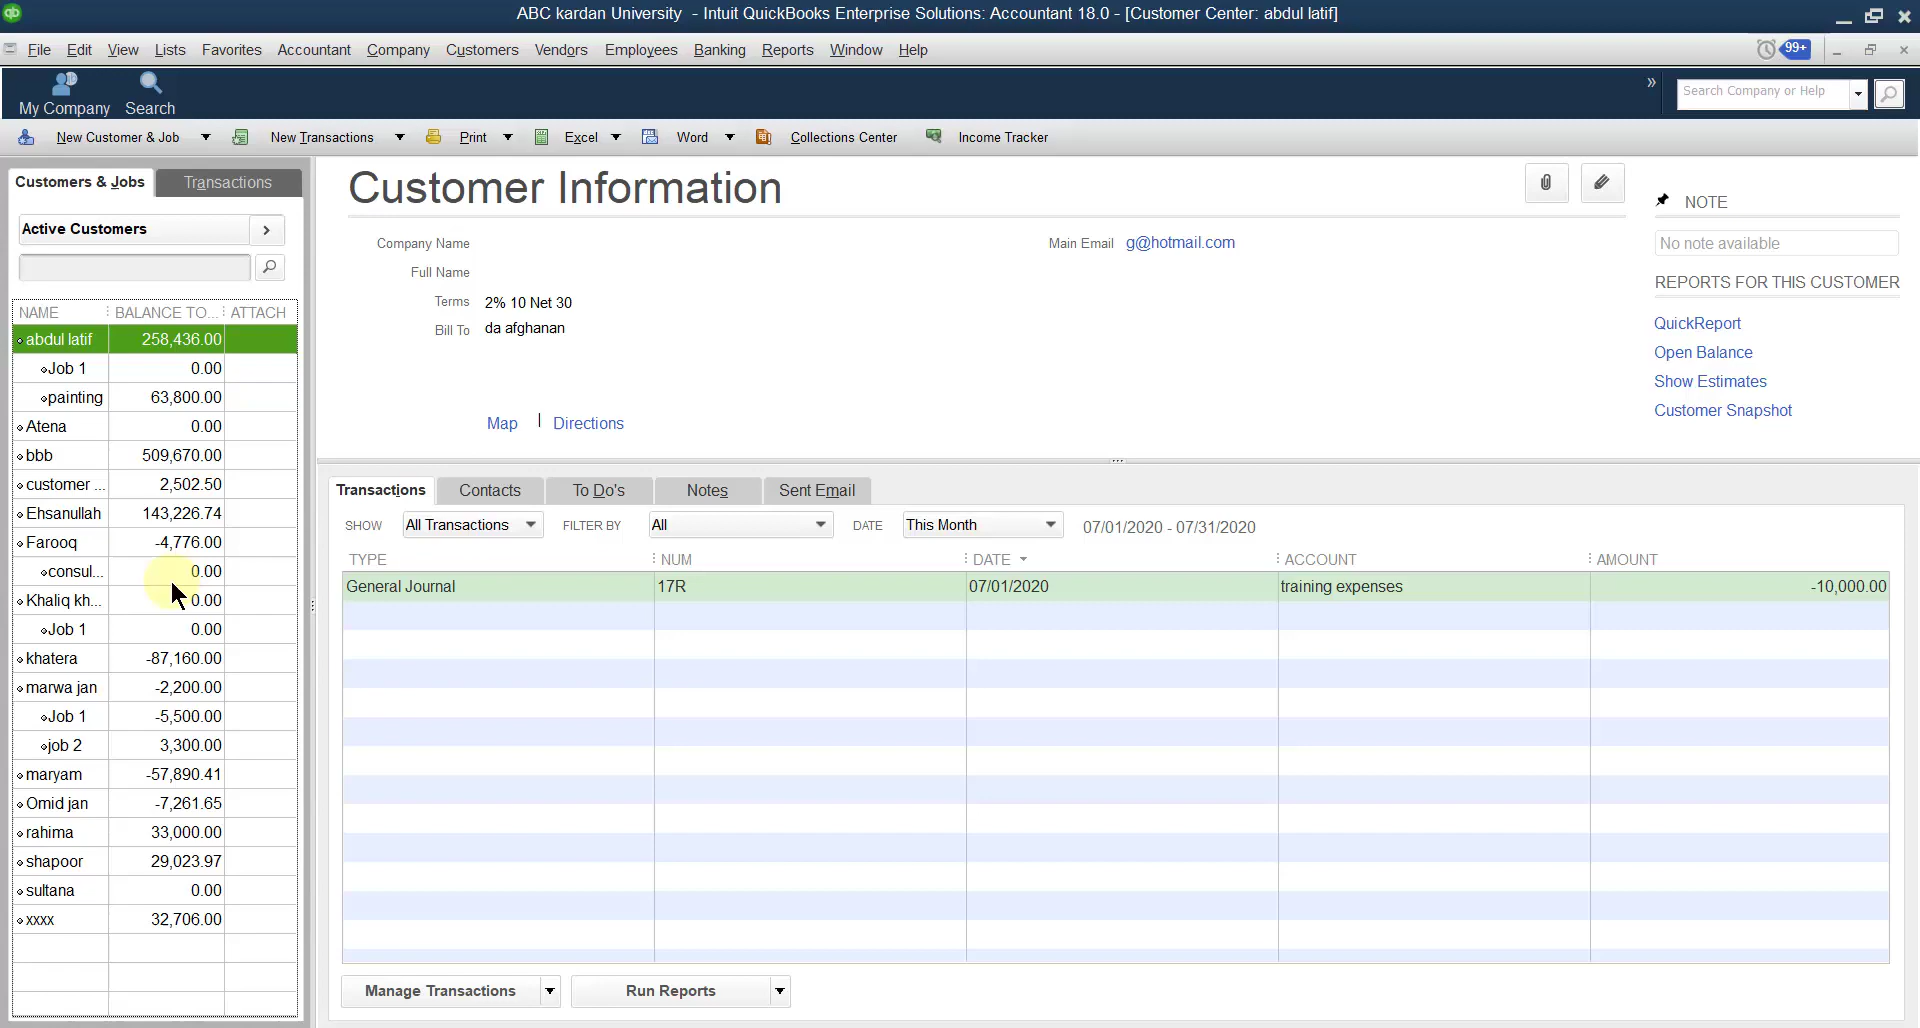 ABC kardan University - Intuit QuickBooks Enterprise Solutions: Accountant 18.0 - [Customer Center: abdul latif]
File Edit View Lists Favorites Accountant Company Customers Vendors Employees Banking Reports Window Help
99+
My Company Search
Search Company or Help
New Customer & Job New Transactions Print Excel Word Collections Center Income Tracker
Customers & Jobs Transactions
Active Customers
NAME BALANCE TO... ATTACH
abdul latif 258,436.00
Job 1 0.00
painting 63,800.00
Atena 0.00
bbb 509,670.00
customer ... 2,502.50
Ehsanullah 143,226.74
Farooq -4,776.00
consul... 0.00
Khaliq kh... 0.00
Job 1 0.00
khatera -87,160.00
marwa jan -2,200.00
Job 1 -5,500.00
job 2 3,300.00
maryam -57,890.41
Omid jan -7,261.65
rahima 33,000.00
shapoor 29,023.97
sultana 0.00
xxxx 32,706.00
Customer Information
Company Name
Full Name
Terms 2% 10 Net 30
Bill To da afghanan
Main Email g@hotmail.com
Map | Directions
NOTE
No note available
REPORTS FOR THIS CUSTOMER
QuickReport
Open Balance
Show Estimates
Customer Snapshot
Transactions Contacts To Do's Notes Sent Email
SHOW All Transactions FILTER BY All DATE This Month 07/01/2020 - 07/31/2020
TYPE NUM DATE ACCOUNT AMOUNT
General Journal 17R 07/01/2020 training expenses -10,000.00
Manage Transactions Run Reports